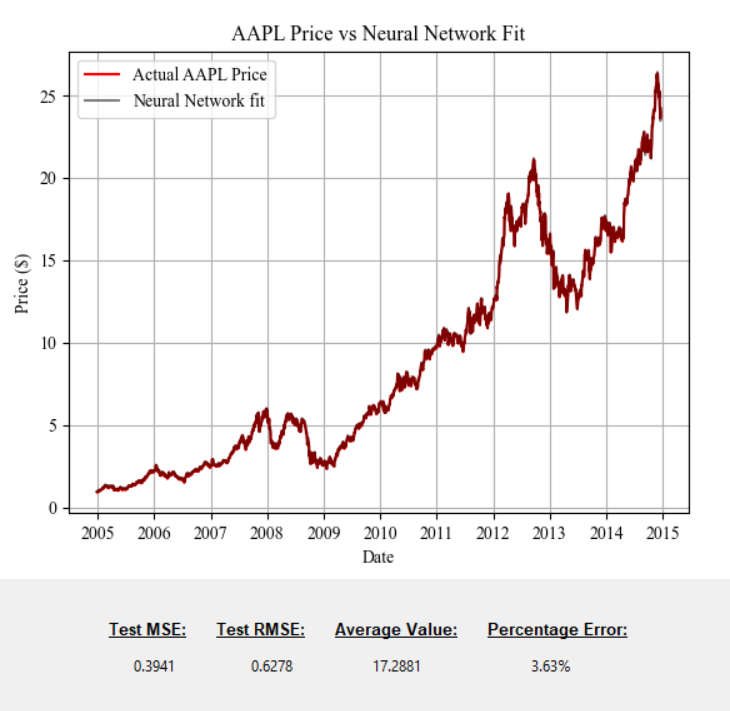 AAPL Price vs Neural Network Fit
Actual AAPL Price
Neural Network fit
25
20
15
10
5
0
Price ($)
2005 2006 2007 2008 2009 2010 2011 2012 2013 2014 2015
Date
Test MSE: Test RMSE: Average Value: Percentage Error:
0.3941 0.6278 17.2881 3.63%